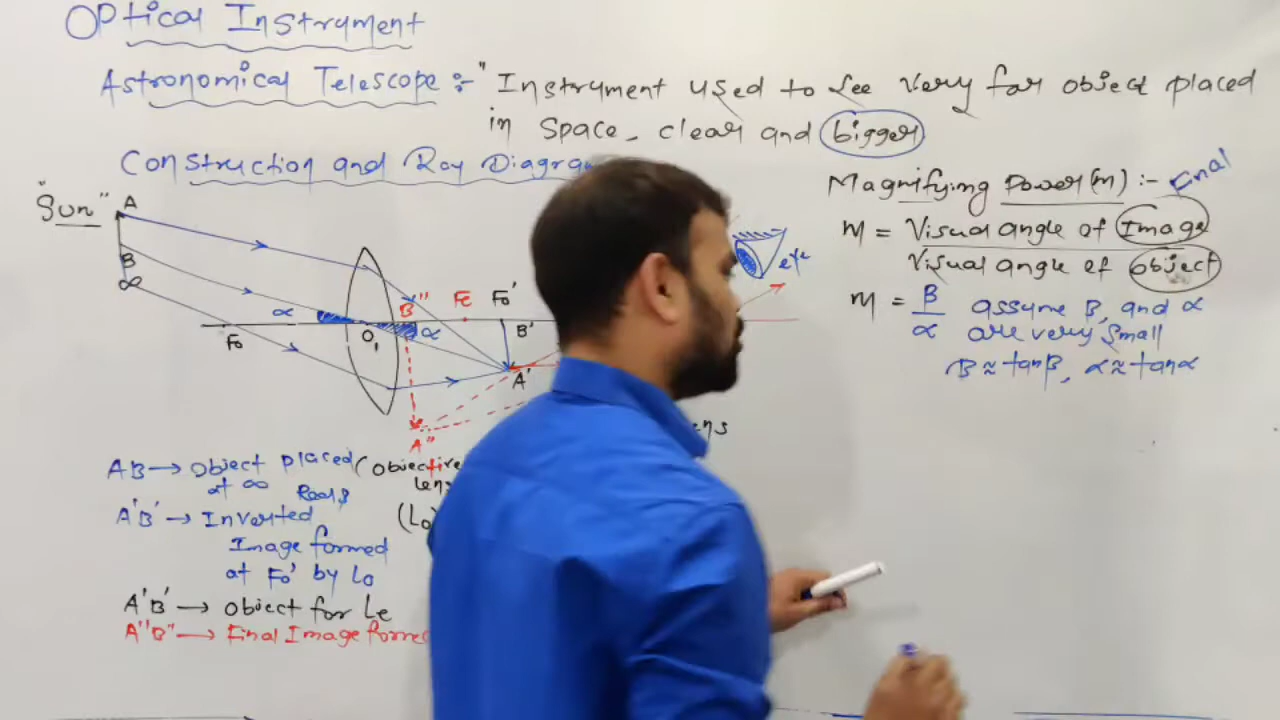 Optical Instrument
Astronomical Telescope :- "Instrument used to see very far object placed
in space, clear and bigger
Construction and Ray
"Sun"
A
B
∞
α
Fo
O₁
α
B"
Fe
Fo'
B'
A'
A"
eye
Magnifying Power(m) :- Final
m = Visual angle of Image
Visual angle of object
m = β/α assume β, and α
are very small
β ≈ tanβ, α ≈ tanα
AB → Object placed
at ∞ Real &
A'B' → Inverted
Image formed
at Fo' by Lo
A'B' → object for Le
A"B" → Final Image
(objective
(Lo